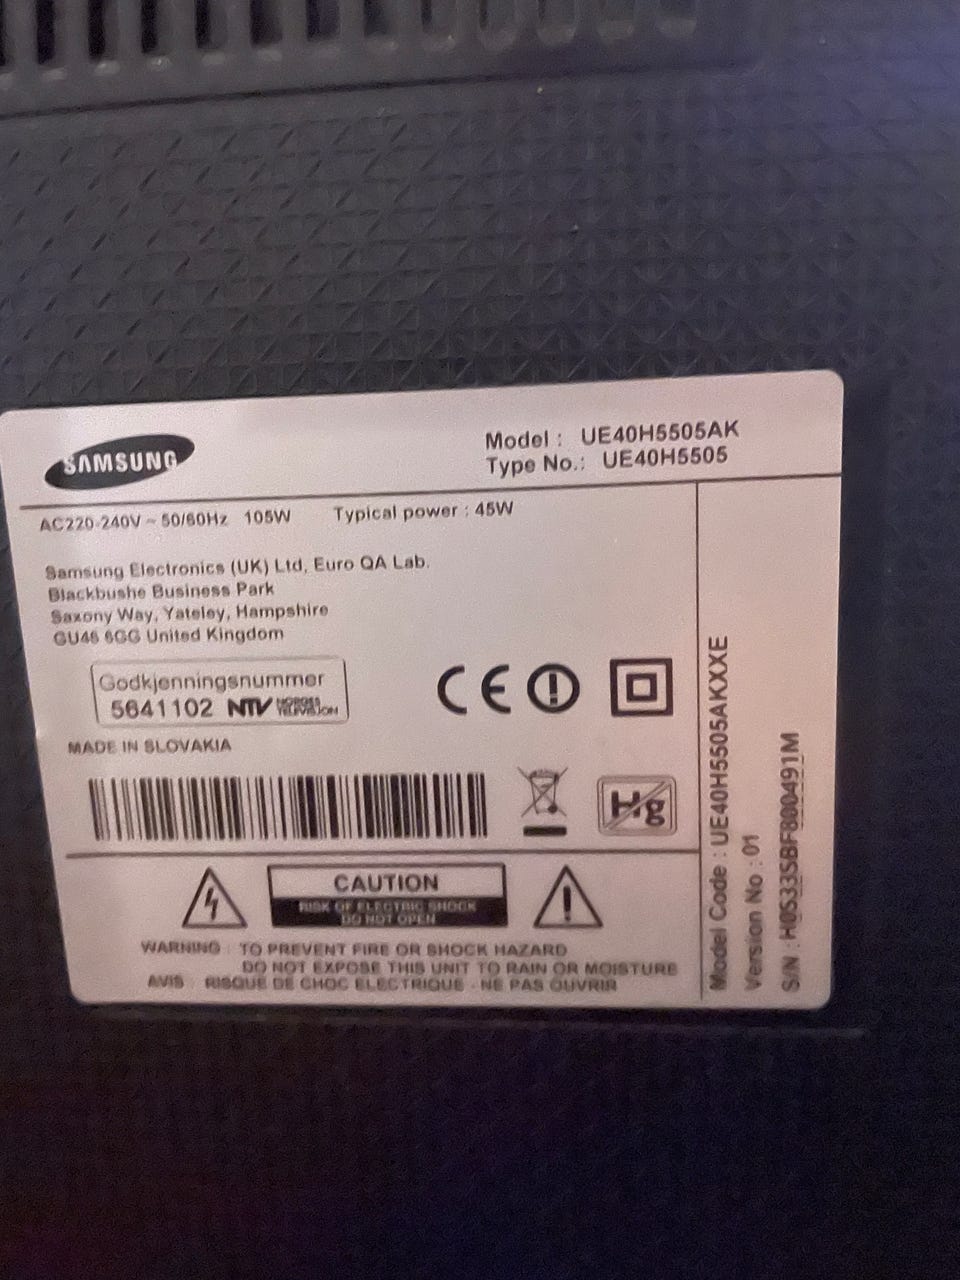 SAMSUNG
Model : UE40H5505AK
Type No.: UE40H5505
AC220-240V ~ 50/60Hz 105W Typical power : 45W
Samsung Electronics (UK) Ltd, Euro QA Lab.
Blackbushe Business Park
Saxony Way, Yateley, Hampshire
GU46 6GG United Kingdom
Godkjenningsnummer
5641102 NTV NORGES TELEVISJON
CE
MADE IN SLOVAKIA
Hg
CAUTION
RISK OF ELECTRIC SHOCK
DO NOT OPEN
WARNING : TO PREVENT FIRE OR SHOCK HAZARD
DO NOT EXPOSE THIS UNIT TO RAIN OR MOISTURE
AVIS : RISQUE DE CHOC ELECTRIQUE - NE PAS OUVRIR
Model Code : UE40H5505AKXXE
Version No : 01
S/N : H0S33SBF800491M